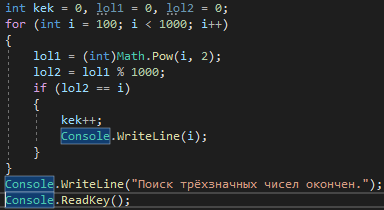 int kek = 0, lol1 = 0, lol2 = 0;
for (int i = 100; i < 1000; i++)
{
lol1 = (int)Math.Pow(i, 2);
lol2 = lol1 % 1000;
if (lol2 == i)
{
kek++;
Console.WriteLine(i);
}
}
Console.WriteLine("Поиск трёхзначных чисел окончен.");
Console.ReadKey();